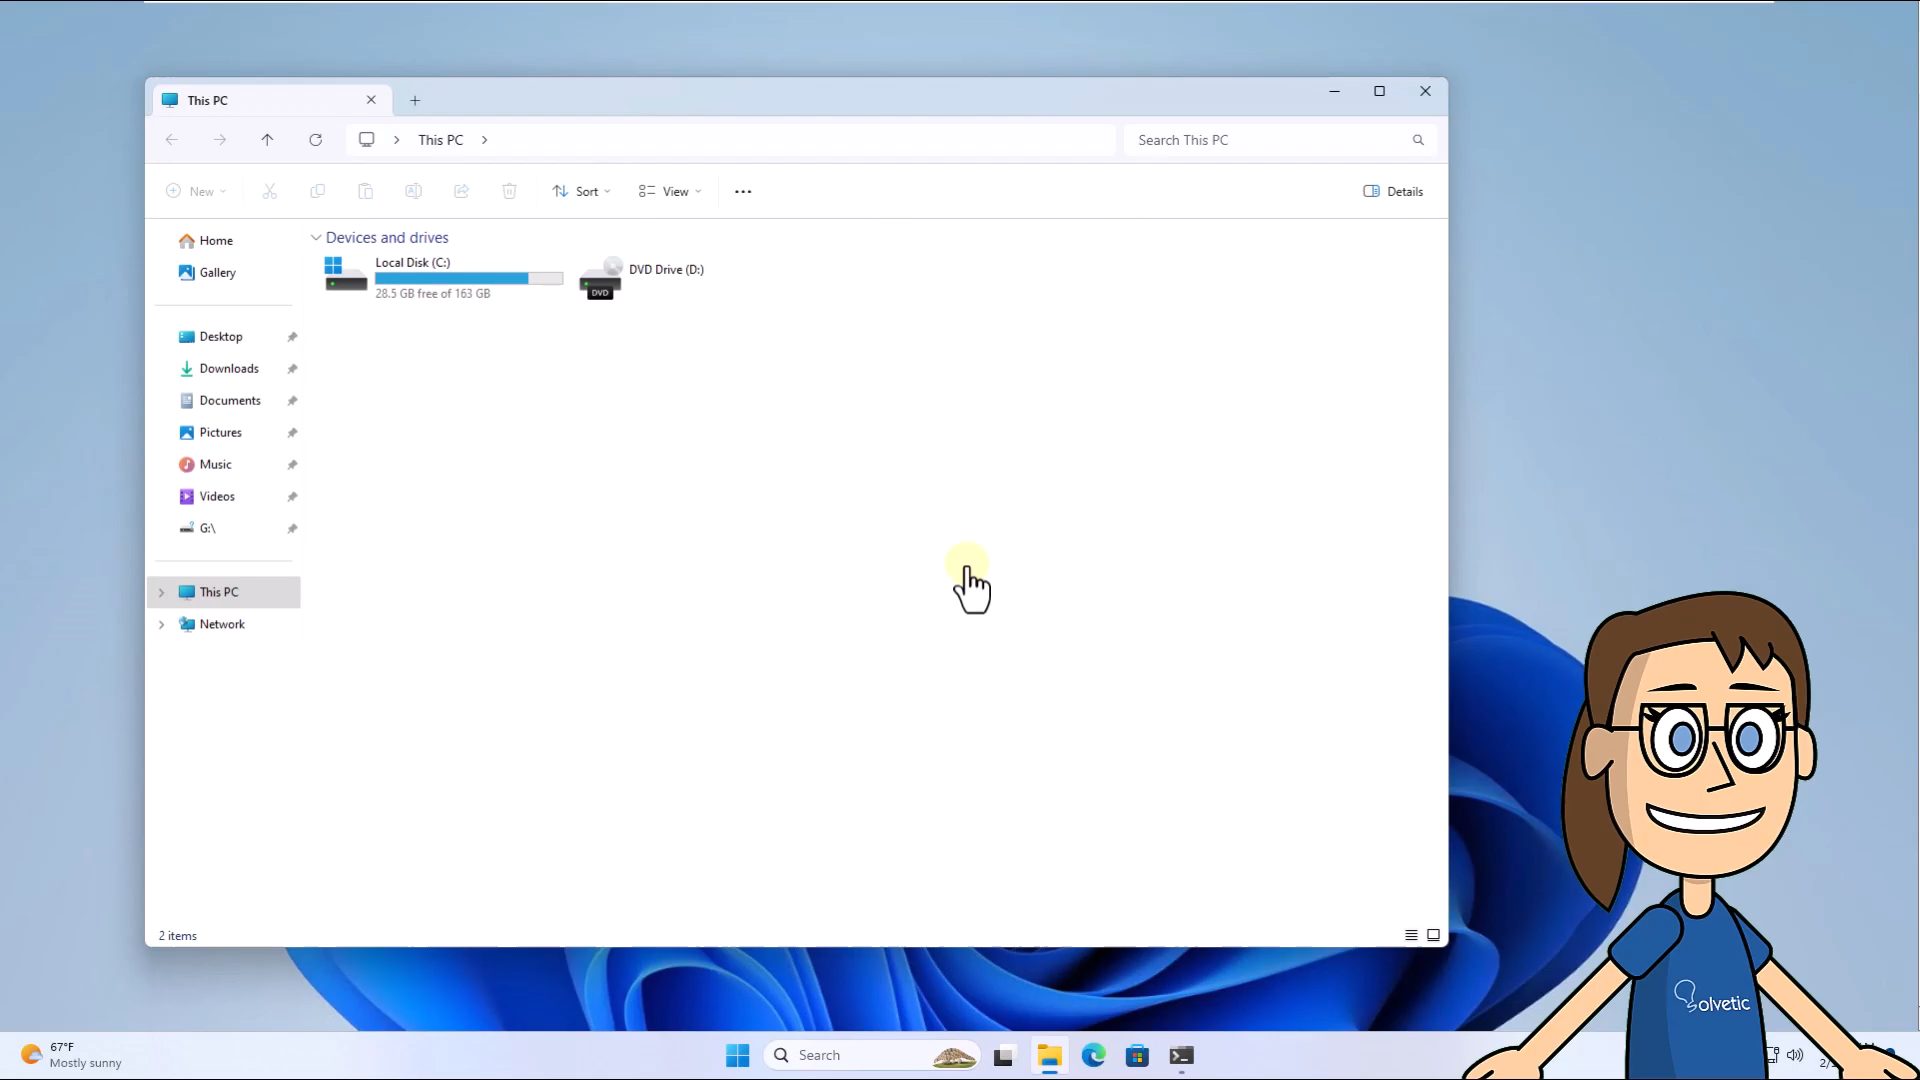 This PC
This PC
Search This PC
New
Sort
View
Details
Home
Gallery
Desktop
Downloads
Documents
Pictures
Music
Videos
G:\
This PC
Network
Devices and drives
Local Disk (C:)
28.5 GB free of 163 GB
DVD Drive (D:)
DVD
2 items
Solvetic
67°F
Mostly sunny
Search
2/